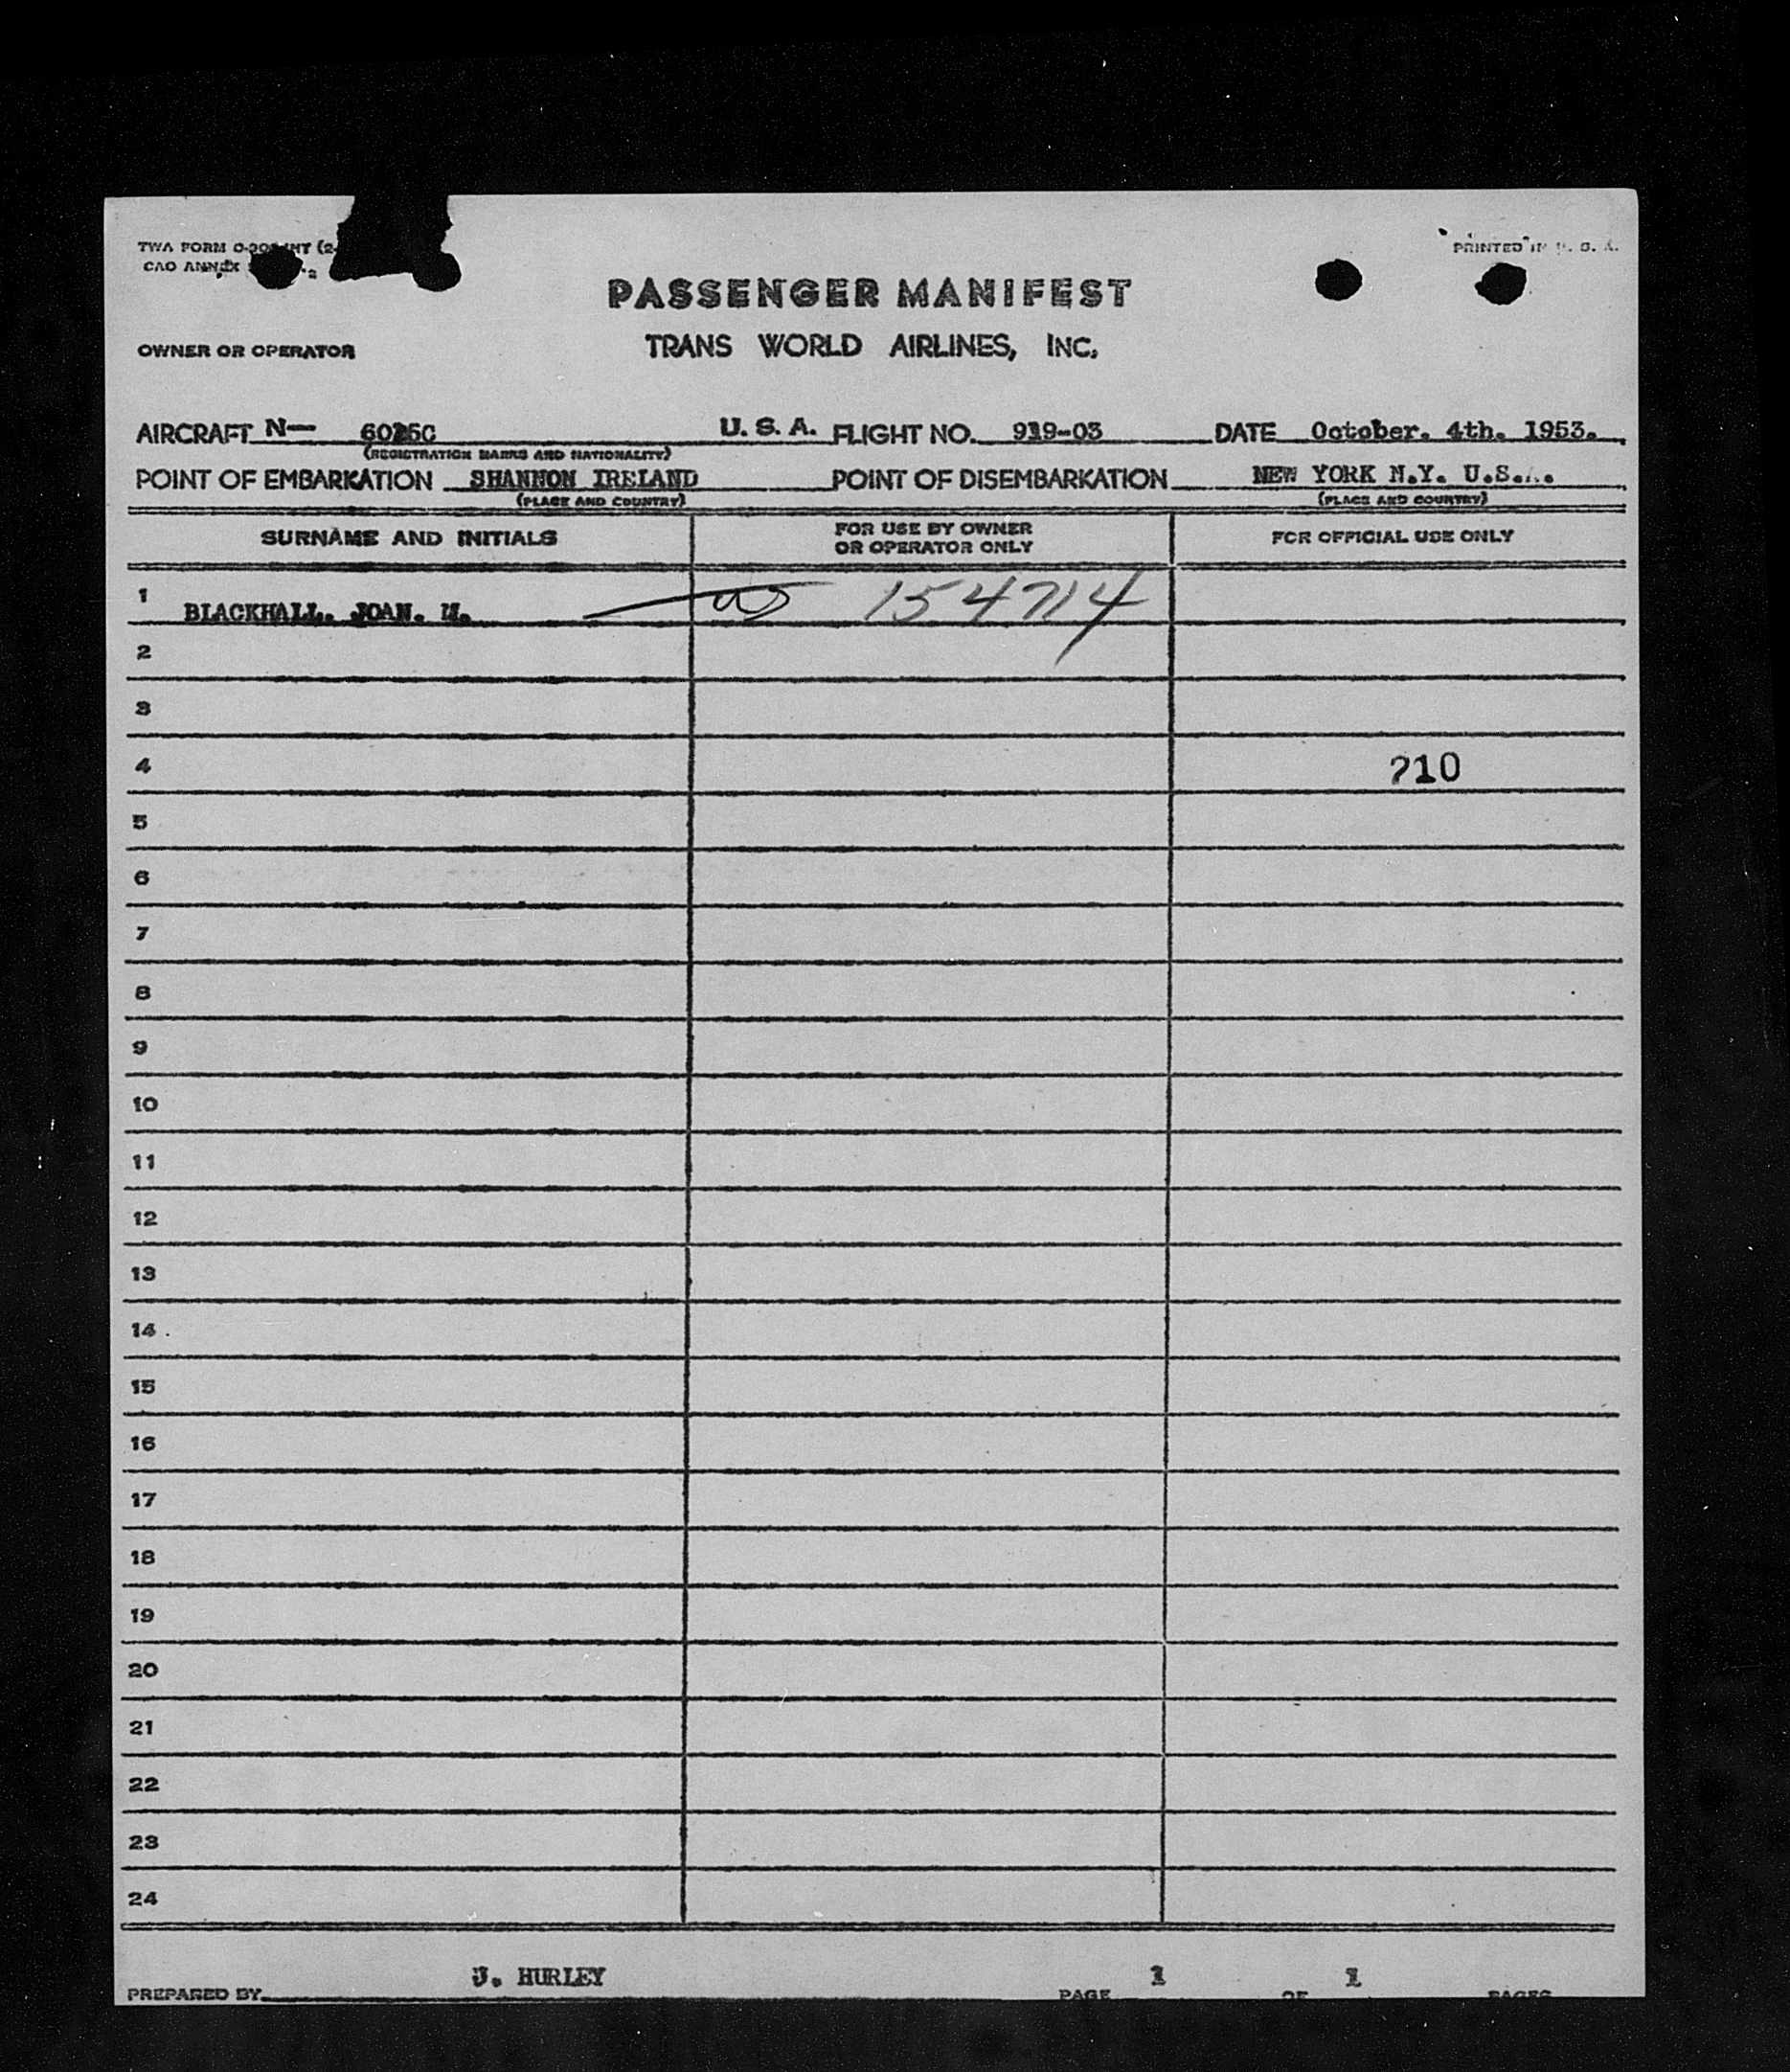 TWA FORM
CAO ANNEX
PRINTED IN U. S. A.
PASSENGER MANIFEST
OWNER OR OPERATOR
TRANS WORLD AIRLINES, INC.
AIRCRAFT N— U. S. A. FLIGHT NO. 919-03 DATE October. 4th. 1953.
(REGISTRATION MARKS AND NATIONALITY)
POINT OF EMBARKATION SHANNON IRELAND POINT OF DISEMBARKATION NEW YORK N.Y. U.S.A.
(PLACE AND COUNTRY) (PLACE AND COUNTRY)
SURNAME AND INITIALS FOR USE BY OWNER OR OPERATOR ONLY FOR OFFICIAL USE ONLY
1 BLACKHALL. JOAN. M. 154714
2
3
4 710
5
6
7
8
9
10
11
12
13
14
15
16
17
18
19
20
21
22
23
24
PREPARED BY J. HURLEY PAGE 1 OF 1 PAGES